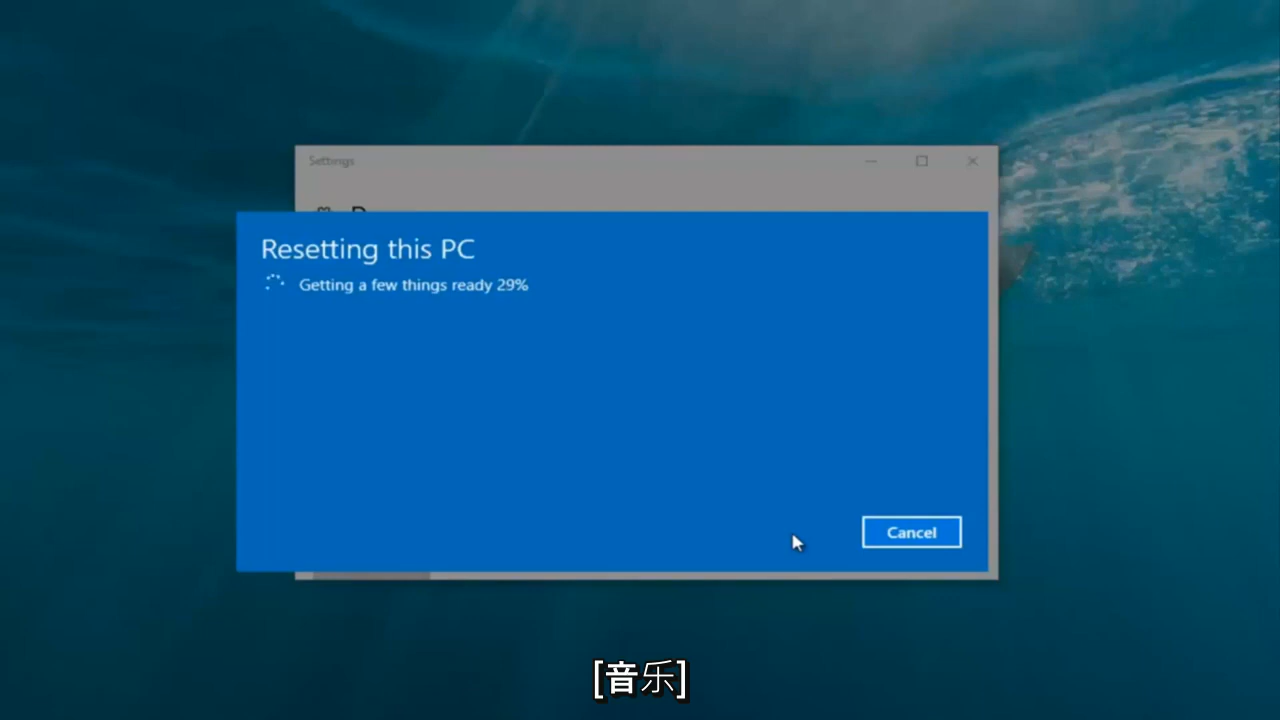 Settings
Resetting this PC
Getting a few things ready 29%
Cancel
[音乐]